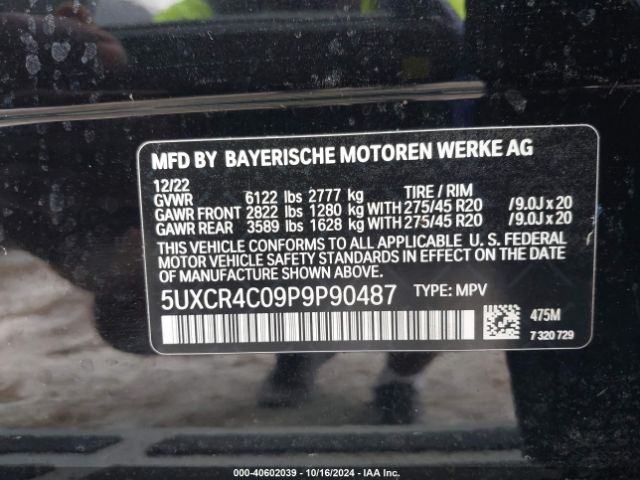 MFD BY BAYERISCHE MOTOREN WERKE AG
12/22
GVWR 6122 lbs 2777 kg TIRE / RIM
GAWR FRONT 2822 lbs 1280 kg WITH 275/45 R20 /9.0J x 20
GAWR REAR 3589 lbs 1628 kg WITH 275/45 R20 /9.0J x 20
THIS VEHICLE CONFORMS TO ALL APPLICABLE U. S. FEDERAL
MOTOR VEHICLE SAFETY STANDARDS IN EFFECT ON THE DATE
OF MANUFACTURE SHOWN ABOVE.
5UXCR4C09P9P90487 TYPE: MPV
475M
7 320 729
000-40602039 - 10/16/2024 - IAA Inc.